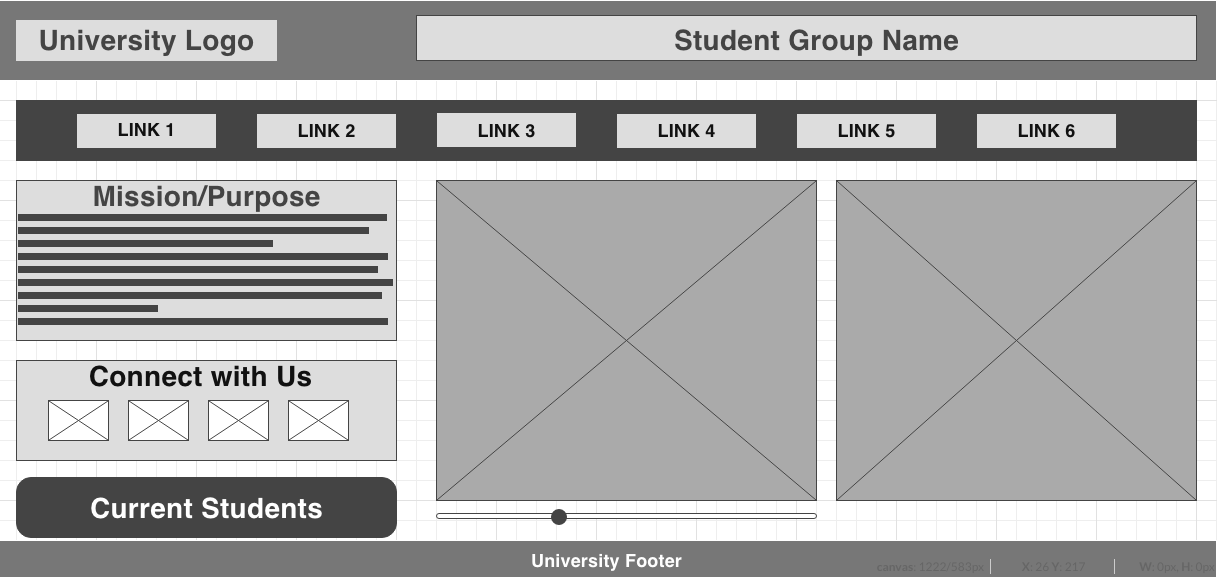 University Logo
Student Group Name
LINK 1
LINK 2
LINK 3
LINK 4
LINK 5
LINK 6
Mission/Purpose
Connect with Us
Current Students
University Footer
canvas: 1222/583px
X: 26 Y: 217
W: 0px, H: 0px